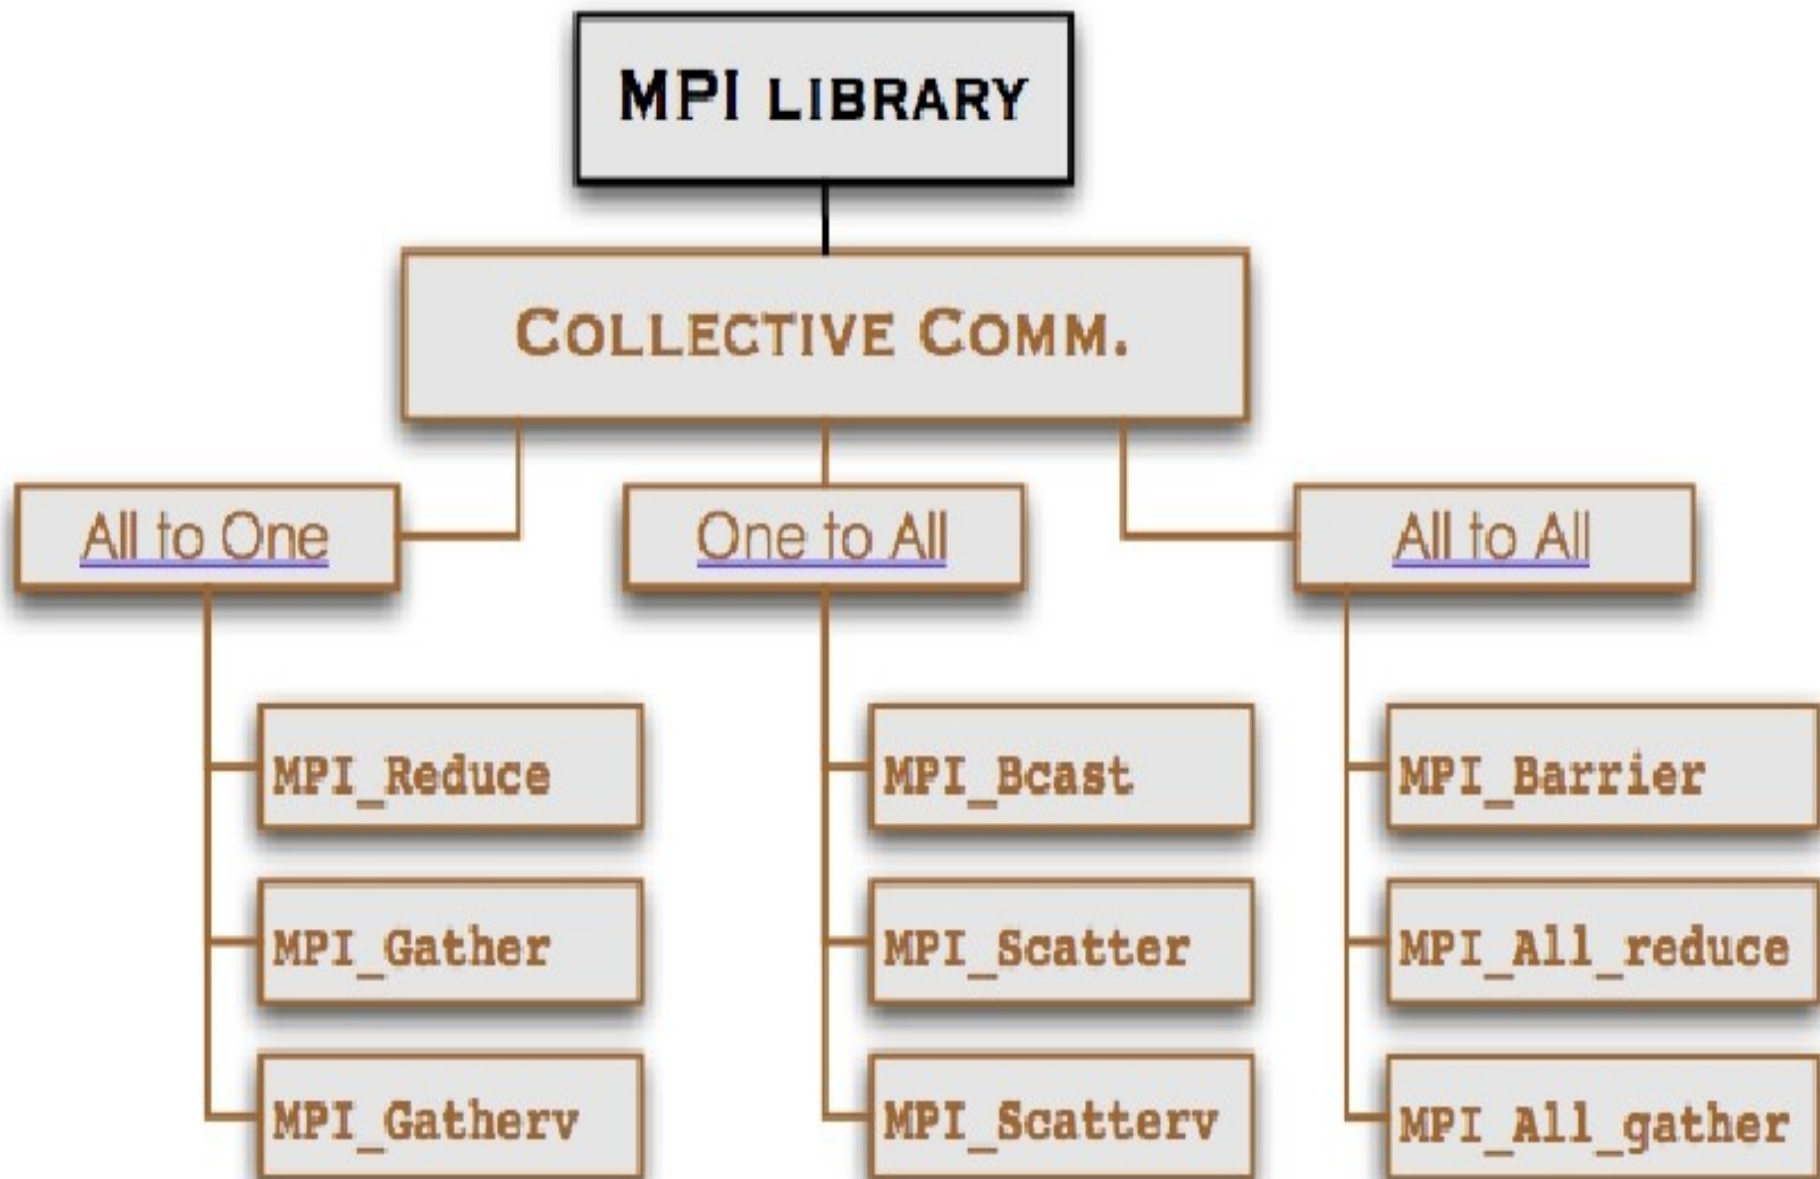 MPI LIBRARY
COLLECTIVE COMM.
All to One
One to All
All to All
MPI_Reduce
MPI_Gather
MPI_Gatherv
MPI_Bcast
MPI_Scatter
MPI_Scatterv
MPI_Barrier
MPI_All_reduce
MPI_All_gather